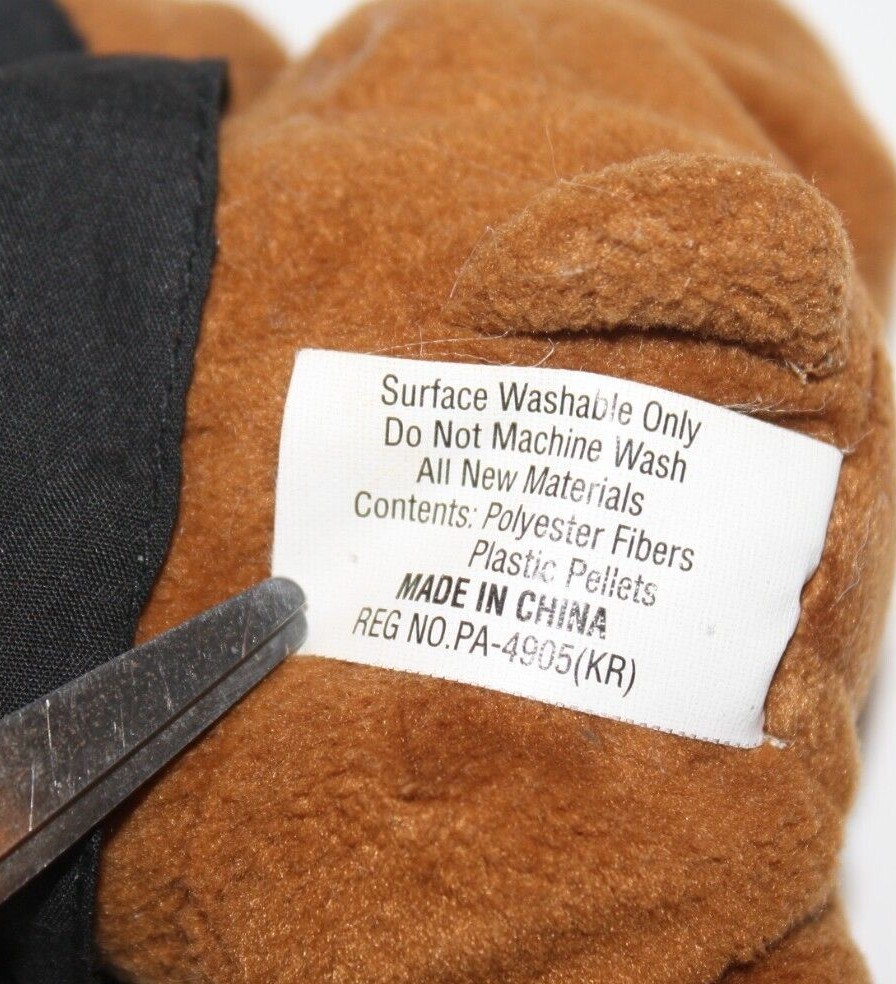 Surface Washable Only
Do Not Machine Wash
All New Materials
Contents: Polyester Fibers
Plastic Pellets
MADE IN CHINA
REG NO.PA-4905(KR)